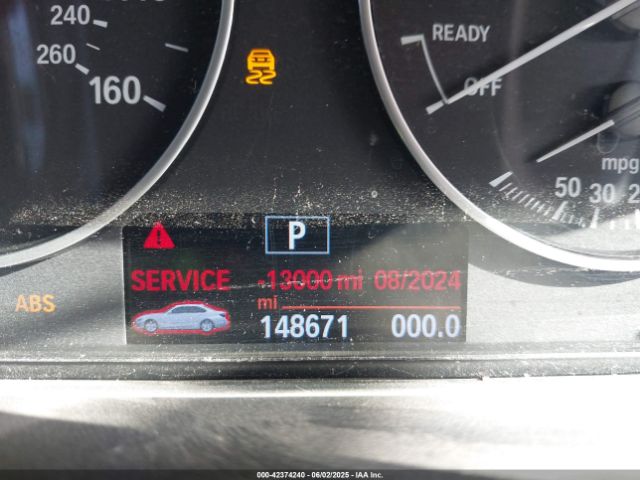 240
260
160
READY
OFF
mpg
50 30
P
SERVICE -13000 mi 08/2024
mi
148671 000.0
ABS
000-42374240 - 06/02/2025 - IAA Inc.